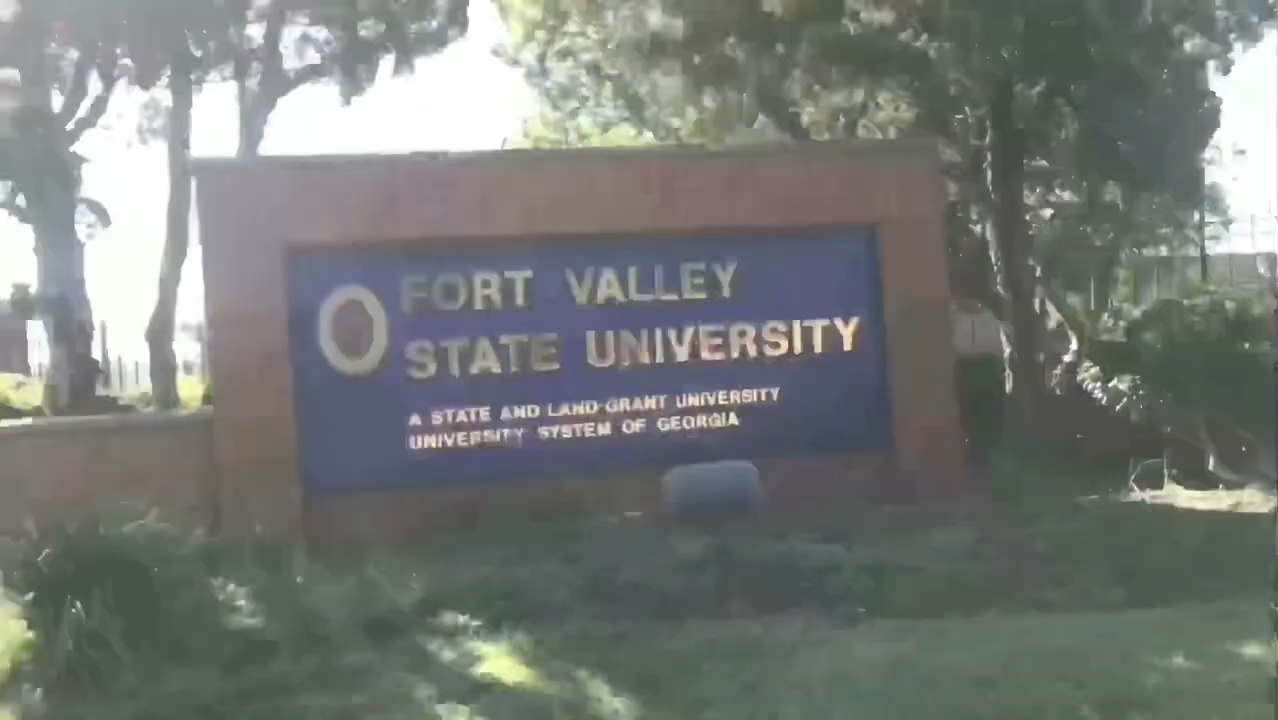 FORT VALLEY
STATE UNIVERSITY
A STATE AND LAND-GRANT UNIVERSITY
UNIVERSITY SYSTEM OF GEORGIA